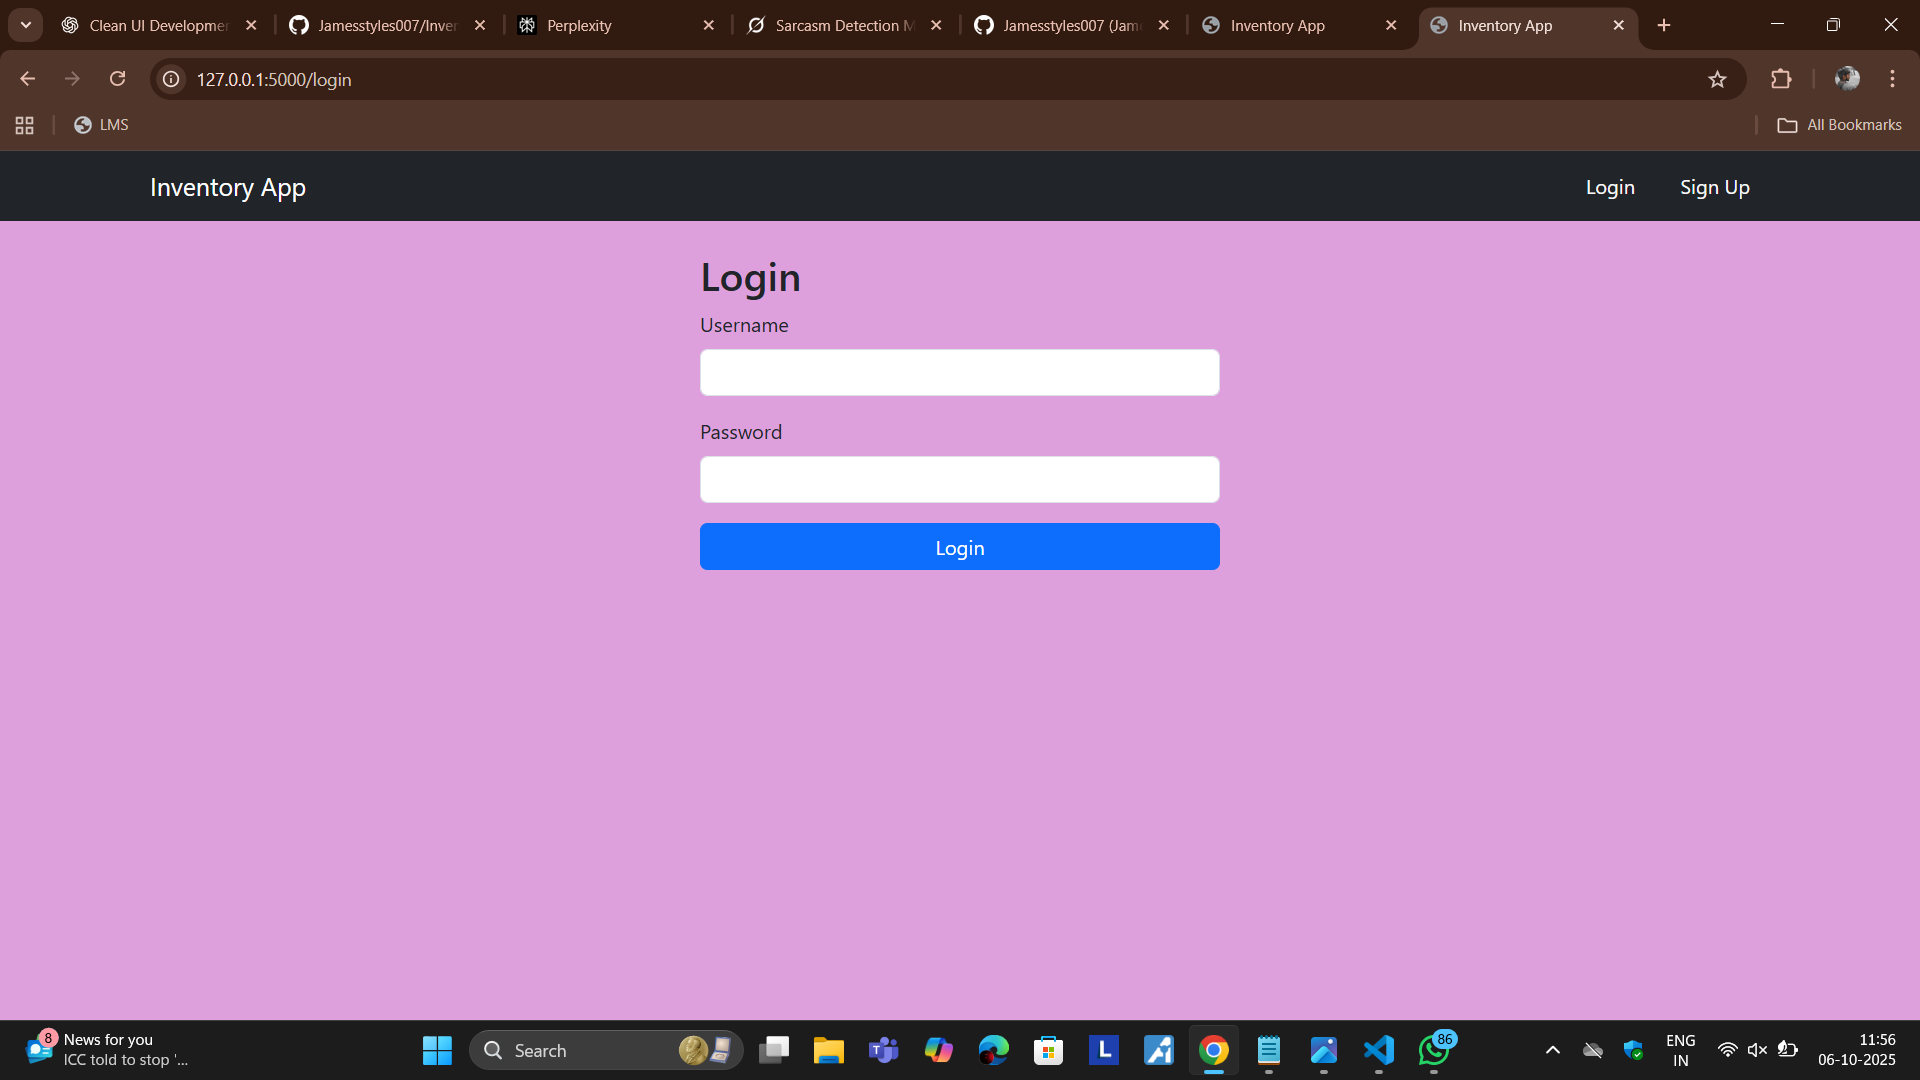 Clean UI Developmer
Jamesstyles007/Inver
Perplexity
Sarcasm Detection M
Jamesstyles007 (Jam
Inventory App
Inventory App
127.0.0.1:5000/login
LMS
All Bookmarks
Inventory App
Login
Sign Up
Login
Username
Password
Login
8
News for you
ICC told to stop '...
Search
T
L
86
ENG
IN
11:56
06-10-2025